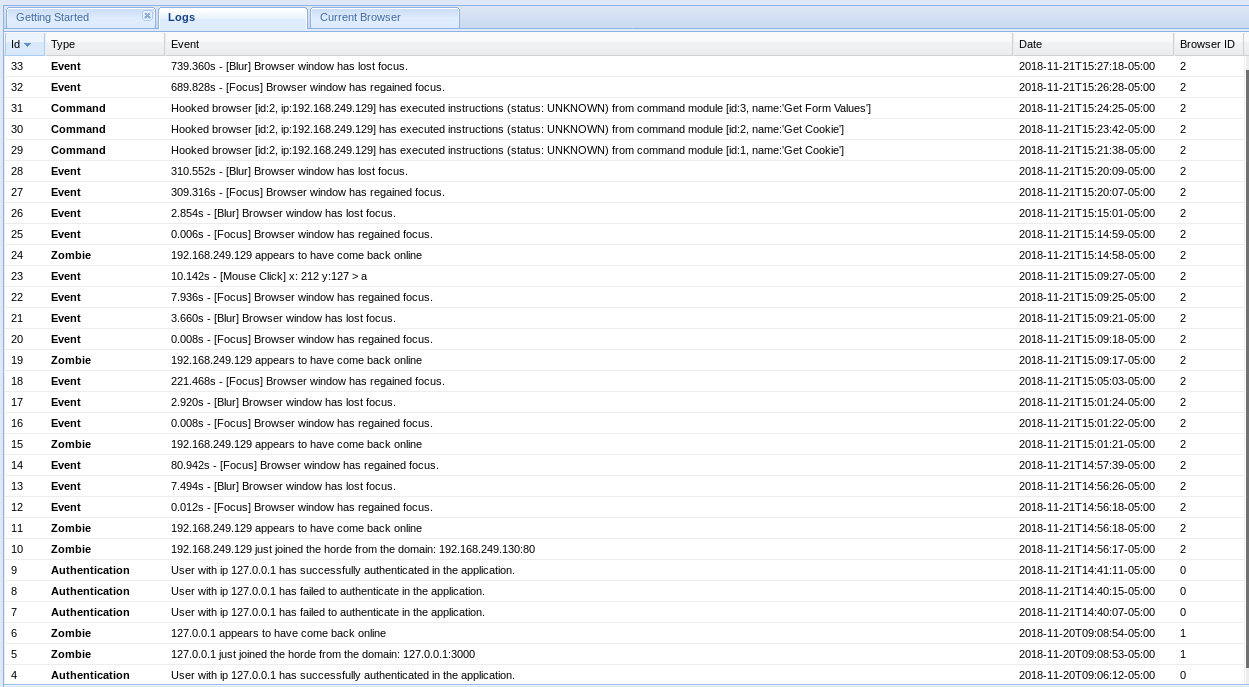 Getting Started Logs Current Browser
Id Type Event Date Browser ID
33 Event 739.360s - [Blur] Browser window has lost focus. 2018-11-21T15:27:18-05:00 2
32 Event 689.828s - [Focus] Browser window has regained focus. 2018-11-21T15:26:28-05:00 2
31 Command Hooked browser [id:2, ip:192.168.249.129] has executed instructions (status: UNKNOWN) from command module [id:3, name:'Get Form Values'] 2018-11-21T15:24:25-05:00 2
30 Command Hooked browser [id:2, ip:192.168.249.129] has executed instructions (status: UNKNOWN) from command module [id:2, name:'Get Cookie'] 2018-11-21T15:23:42-05:00 2
29 Command Hooked browser [id:2, ip:192.168.249.129] has executed instructions (status: UNKNOWN) from command module [id:1, name:'Get Cookie'] 2018-11-21T15:21:38-05:00 2
28 Event 310.552s - [Blur] Browser window has lost focus. 2018-11-21T15:20:09-05:00 2
27 Event 309.316s - [Focus] Browser window has regained focus. 2018-11-21T15:20:07-05:00 2
26 Event 2.854s - [Blur] Browser window has lost focus. 2018-11-21T15:15:01-05:00 2
25 Event 0.006s - [Focus] Browser window has regained focus. 2018-11-21T15:14:59-05:00 2
24 Zombie 192.168.249.129 appears to have come back online 2018-11-21T15:14:58-05:00 2
23 Event 10.142s - [Mouse Click] x: 212 y:127 > a 2018-11-21T15:09:27-05:00 2
22 Event 7.936s - [Focus] Browser window has regained focus. 2018-11-21T15:09:25-05:00 2
21 Event 3.660s - [Blur] Browser window has lost focus. 2018-11-21T15:09:21-05:00 2
20 Event 0.008s - [Focus] Browser window has regained focus. 2018-11-21T15:09:18-05:00 2
19 Zombie 192.168.249.129 appears to have come back online 2018-11-21T15:09:17-05:00 2
18 Event 221.468s - [Focus] Browser window has regained focus. 2018-11-21T15:05:03-05:00 2
17 Event 2.920s - [Blur] Browser window has lost focus. 2018-11-21T15:01:24-05:00 2
16 Event 0.008s - [Focus] Browser window has regained focus. 2018-11-21T15:01:22-05:00 2
15 Zombie 192.168.249.129 appears to have come back online 2018-11-21T15:01:21-05:00 2
14 Event 80.942s - [Focus] Browser window has regained focus. 2018-11-21T14:57:39-05:00 2
13 Event 7.494s - [Blur] Browser window has lost focus. 2018-11-21T14:56:26-05:00 2
12 Event 0.012s - [Focus] Browser window has regained focus. 2018-11-21T14:56:18-05:00 2
11 Zombie 192.168.249.129 appears to have come back online 2018-11-21T14:56:18-05:00 2
10 Zombie 192.168.249.129 just joined the horde from the domain: 192.168.249.130:80 2018-11-21T14:56:17-05:00 2
9 Authentication User with ip 127.0.0.1 has successfully authenticated in the application. 2018-11-21T14:41:11-05:00 0
8 Authentication User with ip 127.0.0.1 has failed to authenticate in the application. 2018-11-21T14:40:15-05:00 0
7 Authentication User with ip 127.0.0.1 has failed to authenticate in the application. 2018-11-21T14:40:07-05:00 0
6 Zombie 127.0.0.1 appears to have come back online 2018-11-20T09:08:54-05:00 1
5 Zombie 127.0.0.1 just joined the horde from the domain: 127.0.0.1:3000 2018-11-20T09:08:53-05:00 1
4 Authentication User with ip 127.0.0.1 has successfully authenticated in the application. 2018-11-20T09:06:12-05:00 0